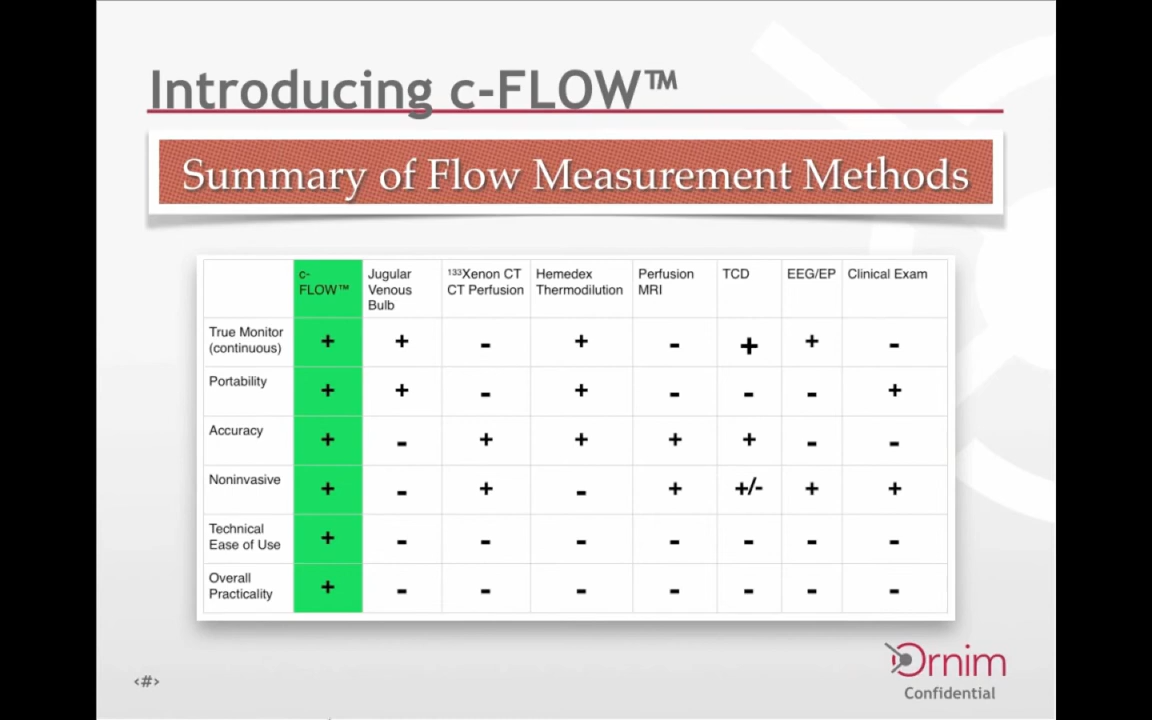 Introducing c-FLOW™
Summary of Flow Measurement Methods
c-
FLOW™
Jugular
Venous
Bulb
¹³³Xenon CT
CT Perfusion
Hemedex
Thermodilution
Perfusion
MRI
TCD
EEG/EP
Clinical Exam
True Monitor
(continuous)
+ + - + - + + -
Portability
+ + - + - - - +
Accuracy
+ - + + + + - -
Noninvasive
+ - + - + +/- + +
Technical
Ease of Use
+ - - - - - - -
Overall
Practicality
+ - - - - - - -
‹#›
Ornim
Confidential